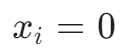 x_i = 0